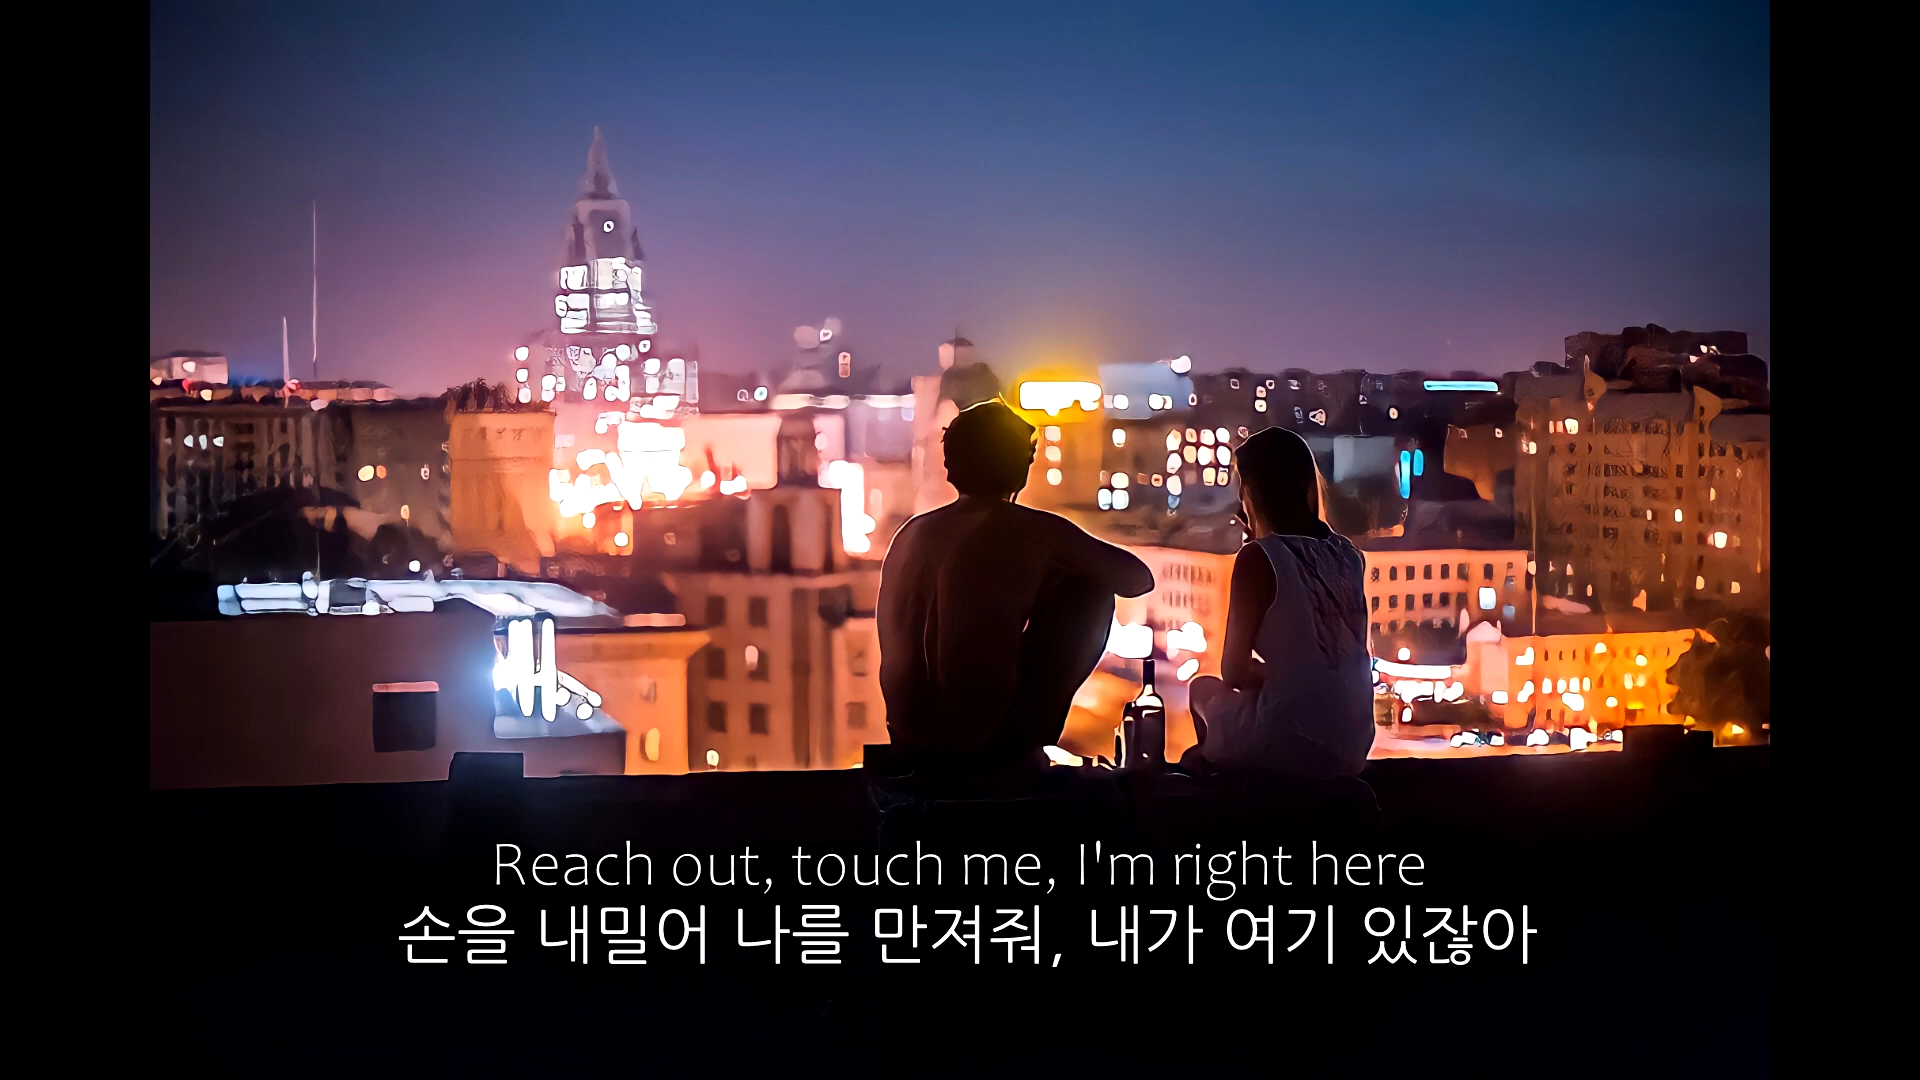 Reach out, touch me, I'm right here
손을 내밀어 나를 만져줘, 내가 여기 있잖아